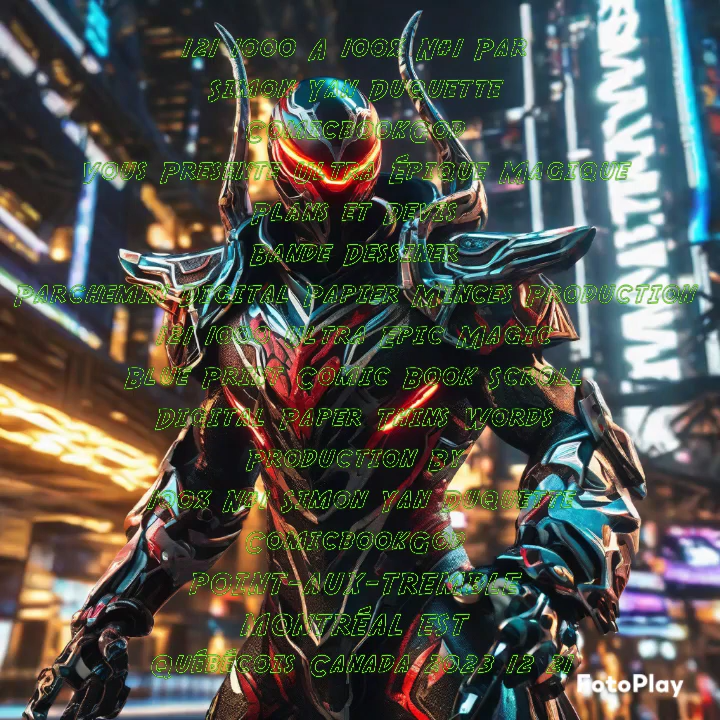 121 1000 A 100% N#1 Par
Simon Yan Duquette
ComicbookGod
Vous Presente Ultra Épique Magique
Plans et Devis
Bande Dessiner
Parchemin Digital Papier Minces Production
121 1000 Ultra Epic Magic
Blue Print Comic Book Scroll
Digital Paper Thins Words
Production By
100% N#1 Simon Yan Duquette
ComicbookGod
Point-aux-Tremble
Montréal Est
Québécois Canada 2023 12 21
FotoPlay